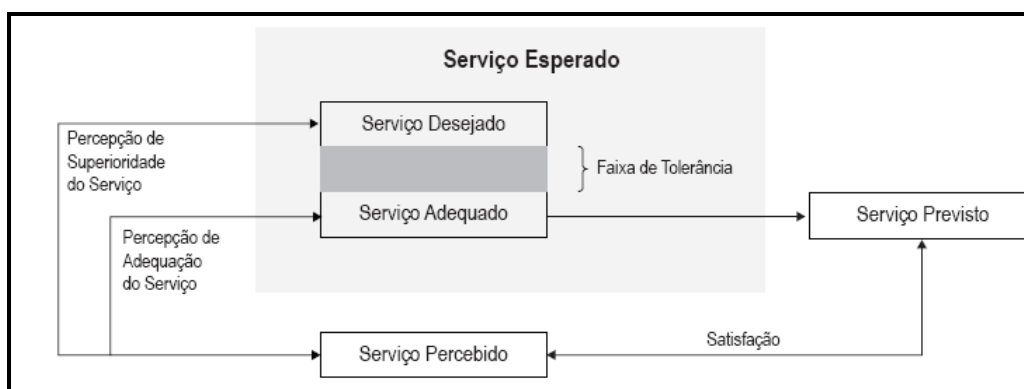 Serviço Esperado
Serviço Desejado
Percepção de
Superioridade
do Serviço
Faixa de Tolerância
Serviço Adequado
Serviço Previsto
Percepção de
Adequação
do Serviço
Satisfação
Serviço Percebido